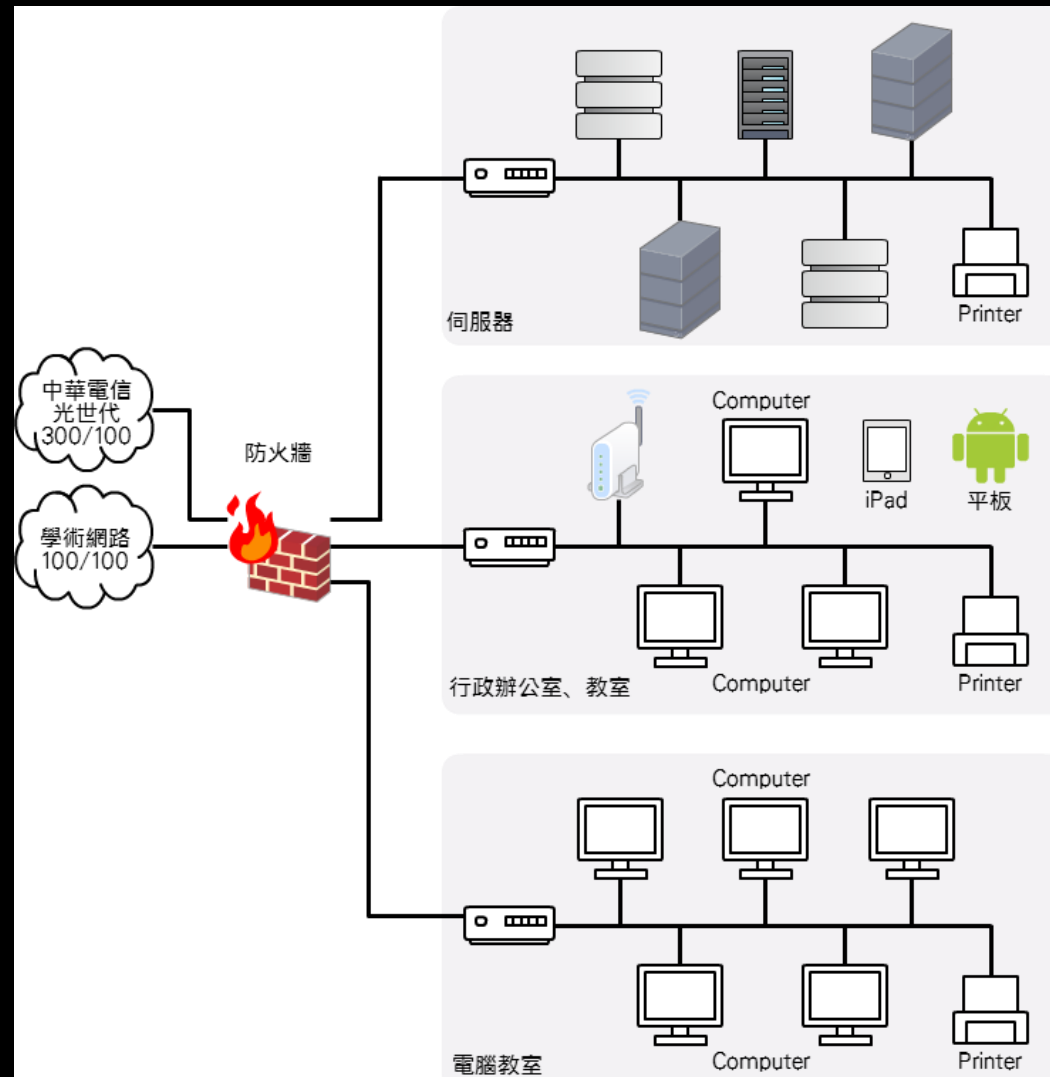 Printer
伺服器
中華電信
光世代
300/100
防火牆
學術網路
100/100
Computer
iPad
平板
Computer
Printer
行政辦公室、教室
Computer
Computer
Printer
電腦教室